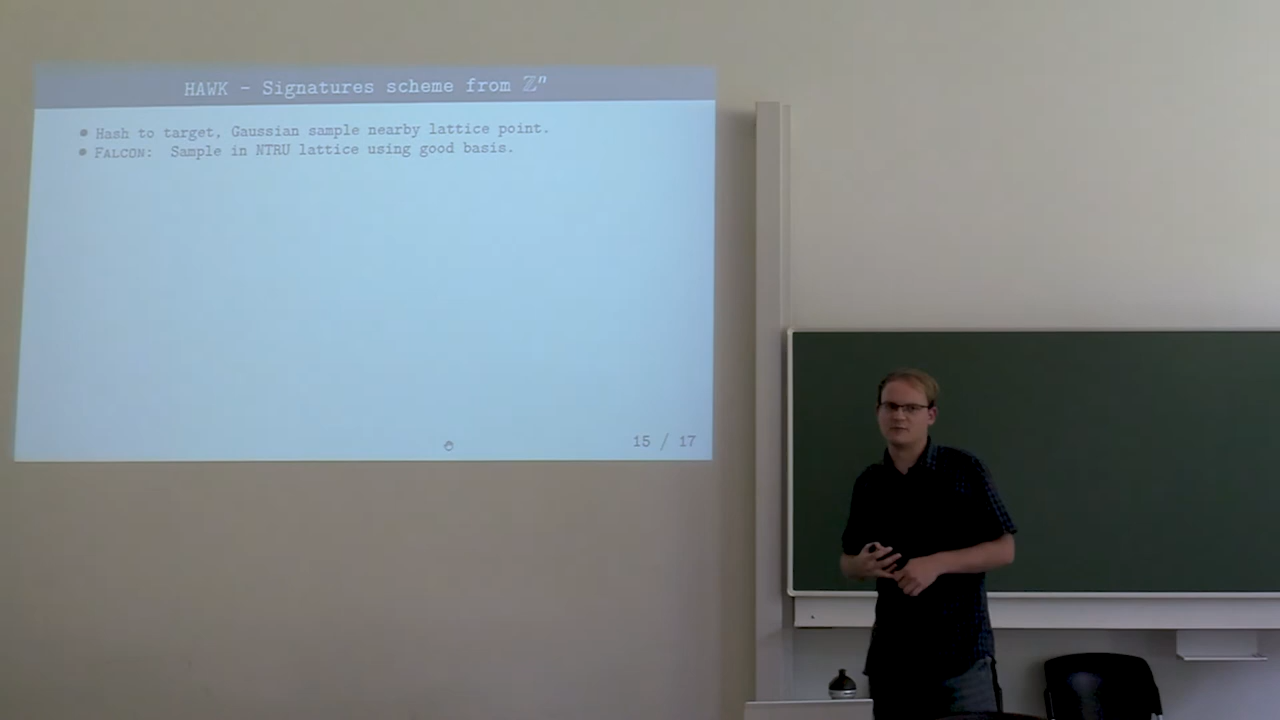 HAWK - Signatures scheme from ℤⁿ
• Hash to target, Gaussian sample nearby lattice point.
• FALCON: Sample in NTRU lattice using good basis.
15 / 17